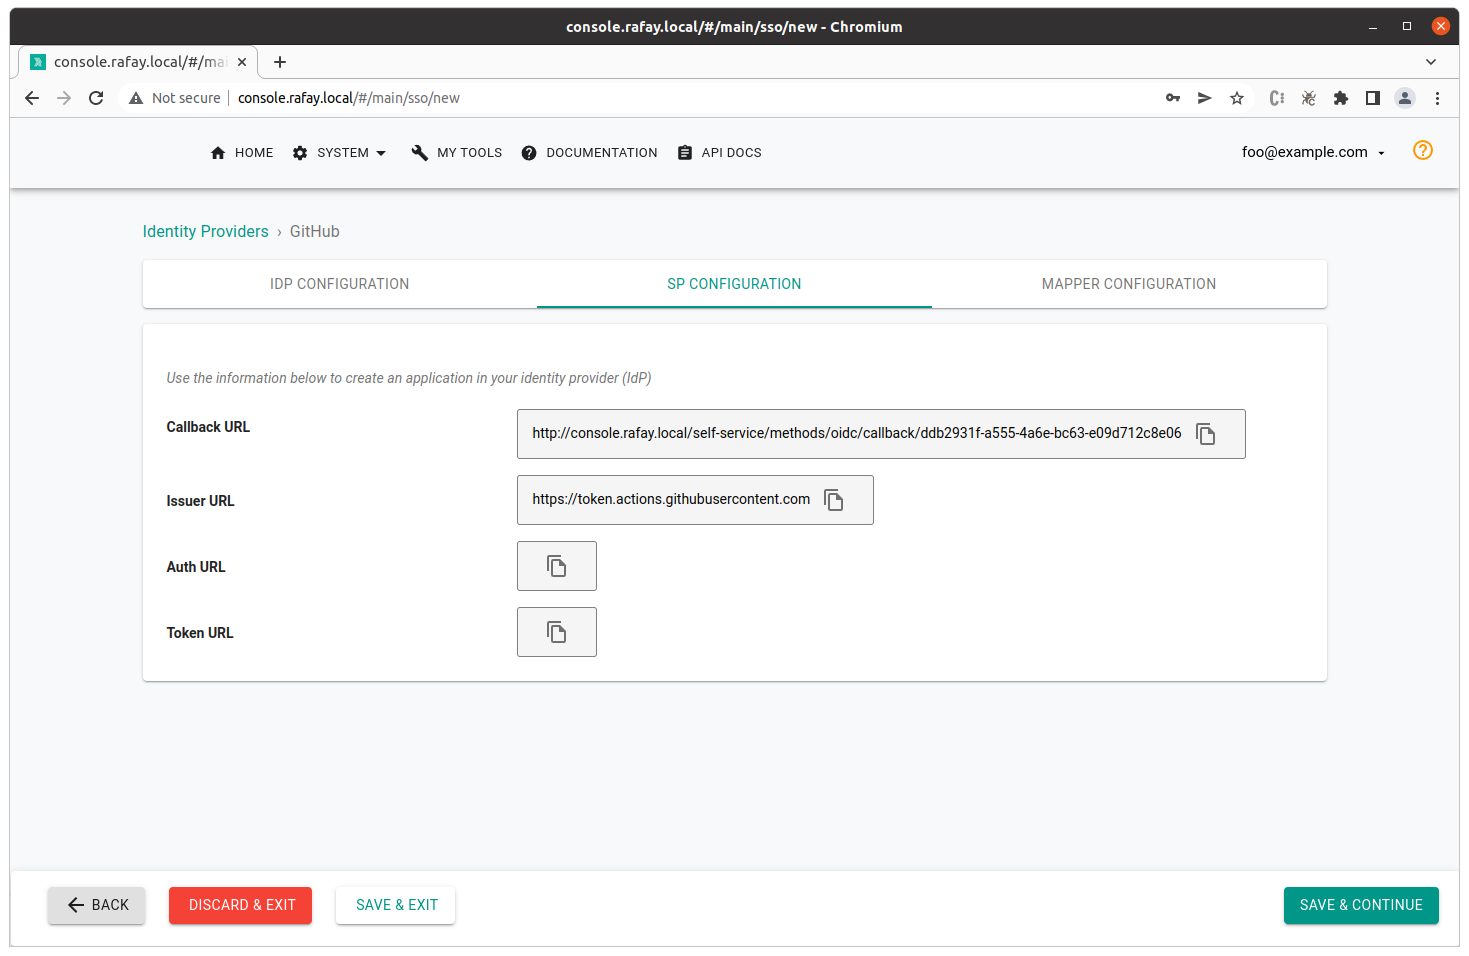 console.rafay.local/#/main/sso/new - Chromium
console.rafay.local/#/mai
Not secure console.rafay.local/#/main/sso/new
HOME SYSTEM MY TOOLS DOCUMENTATION API DOCS foo@example.com
Identity Providers › GitHub
IDP CONFIGURATION SP CONFIGURATION MAPPER CONFIGURATION
Use the information below to create an application in your identity provider (IdP)
Callback URL http://console.rafay.local/self-service/methods/oidc/callback/ddb2931f-a555-4a6e-bc63-e09d712c8e06
Issuer URL https://token.actions.githubusercontent.com
Auth URL
Token URL
BACK DISCARD & EXIT SAVE & EXIT SAVE & CONTINUE